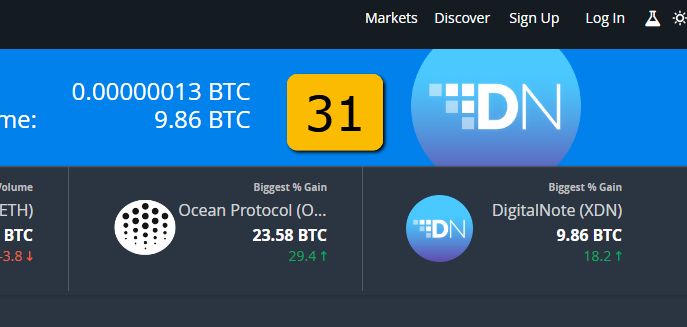 Markets Discover Sign Up Log In
0.00000013 BTC
me: 9.86 BTC
31
DN
Volume Biggest % Gain Biggest % Gain
ETH) Ocean Protocol (O... DigitalNote (XDN)
BTC 23.58 BTC DN 9.86 BTC
-3.8 ↓ 29.4 ↑ 18.2 ↑